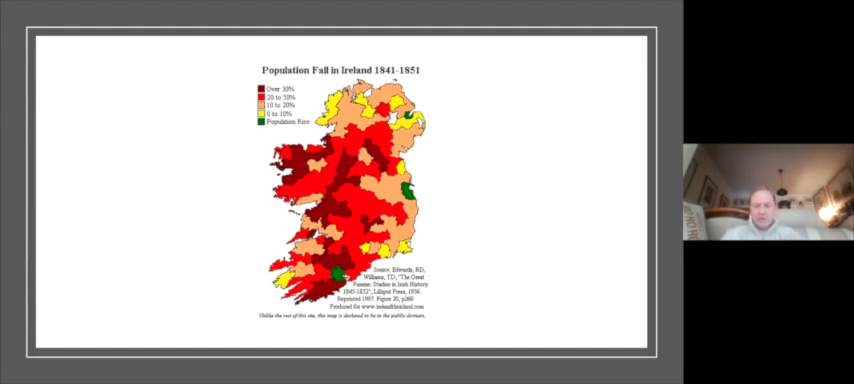 Population Fall in Ireland 1841-1851
Over 30%
20 to 30%
10 to 20%
0 to 10%
Population Rise
Source: Edwards, RD,
Williams, TD, "The Great
Famine: Studies in Irish History
1845-1852", Lilliput Press, 1956.
Reprinted 1997. Figure 20, p260
Produced for www.irelandstory.com
Unlike the rest of this site, this map is declared to be in the public domain.
HO HO